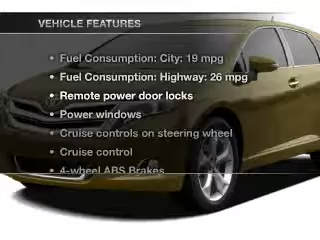 VEHICLE FEATURES
• Fuel Consumption: City: 19 mpg
• Fuel Consumption: Highway: 26 mpg
• Remote power door locks
• Power windows
• Cruise controls on steering wheel
• Cruise control
• 4-wheel ABS Brakes